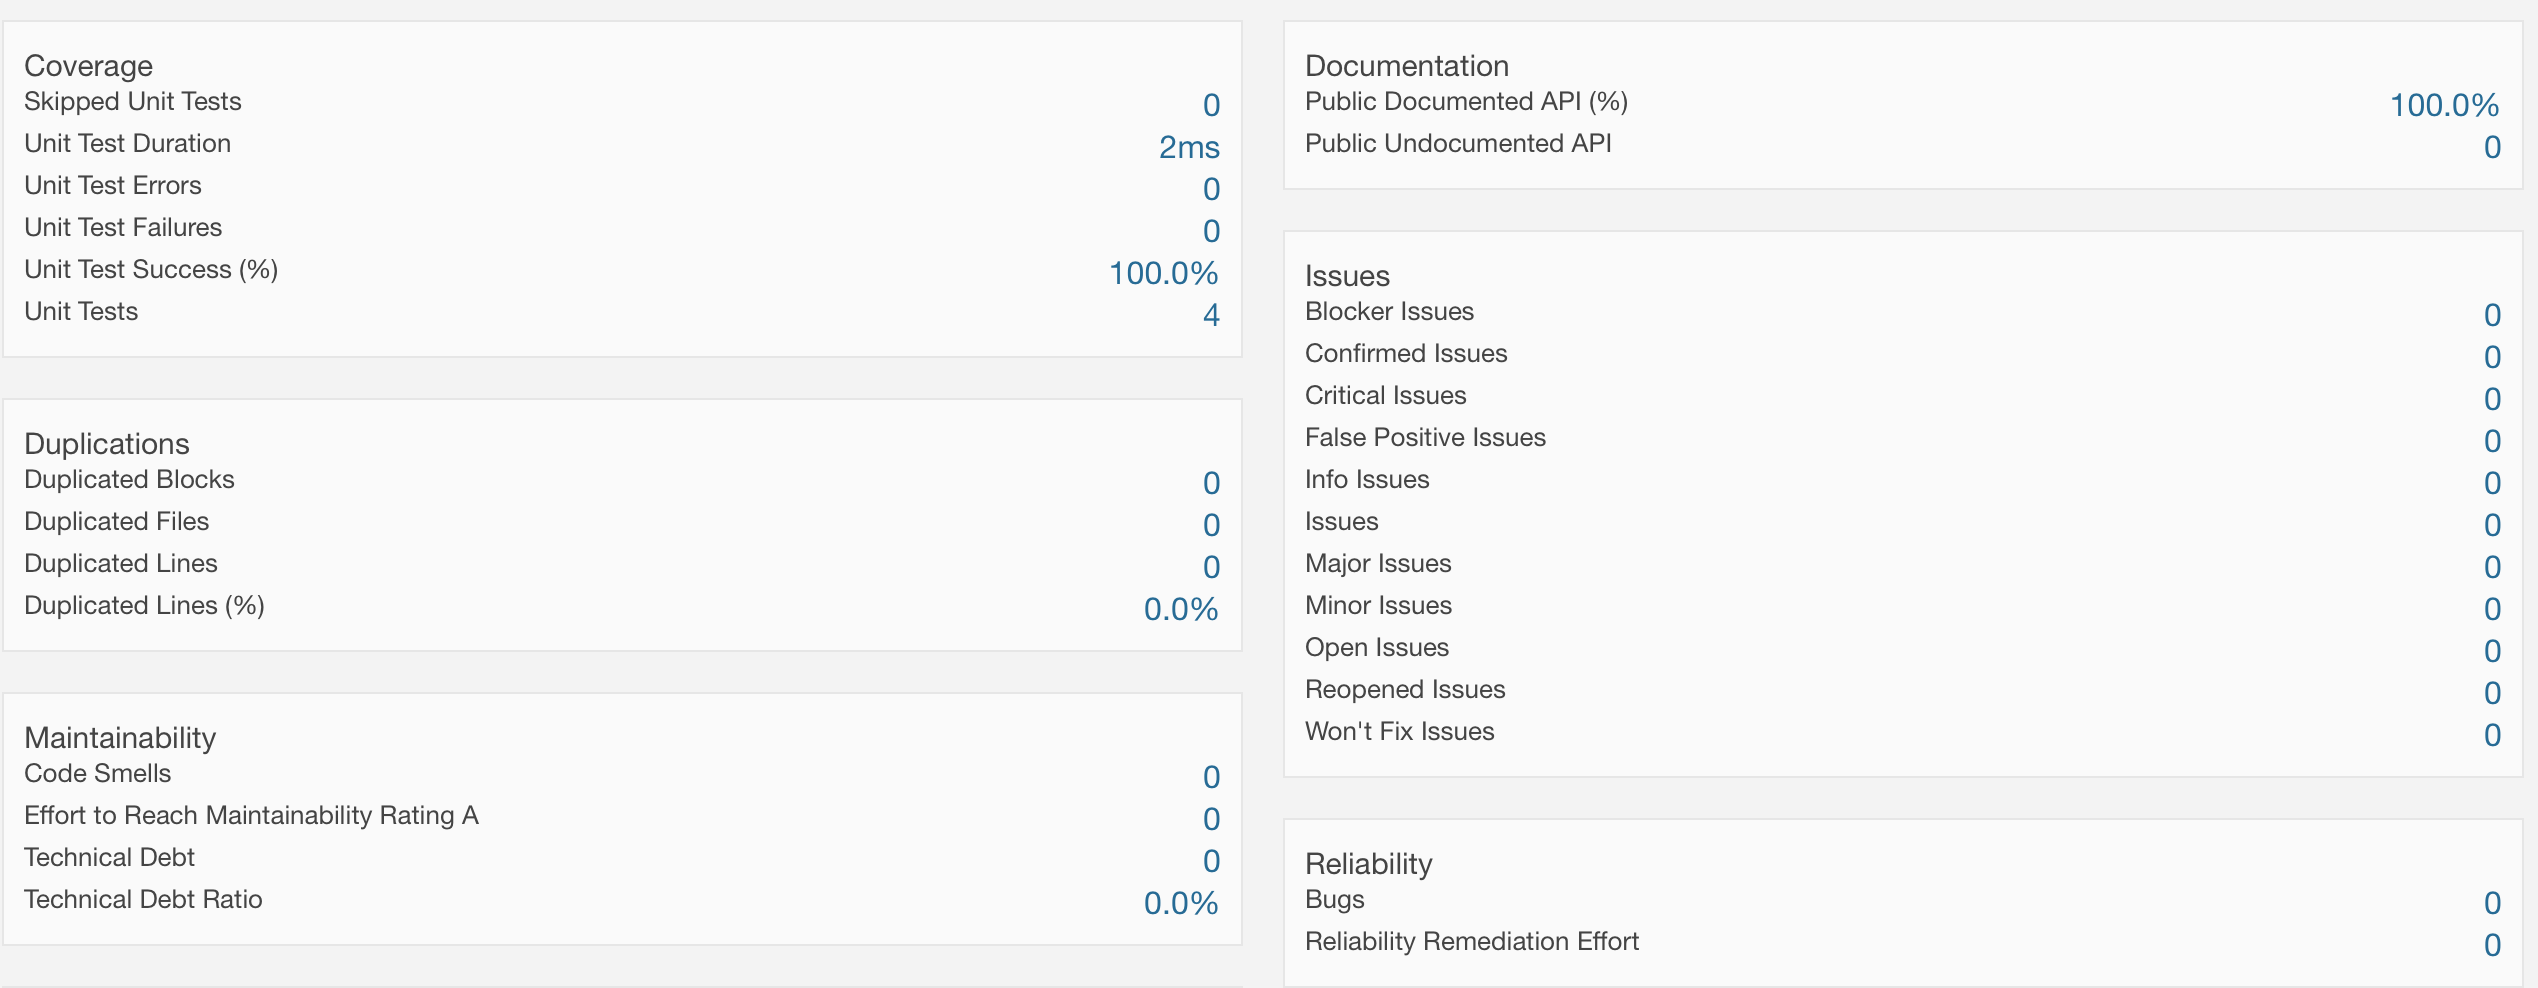 Coverage
Skipped Unit Tests 0
Unit Test Duration 2ms
Unit Test Errors 0
Unit Test Failures 0
Unit Test Success (%) 100.0%
Unit Tests 4
Duplications
Duplicated Blocks 0
Duplicated Files 0
Duplicated Lines 0
Duplicated Lines (%) 0.0%
Maintainability
Code Smells 0
Effort to Reach Maintainability Rating A 0
Technical Debt 0
Technical Debt Ratio 0.0%
Documentation
Public Documented API (%) 100.0%
Public Undocumented API 0
Issues
Blocker Issues 0
Confirmed Issues 0
Critical Issues 0
False Positive Issues 0
Info Issues 0
Issues 0
Major Issues 0
Minor Issues 0
Open Issues 0
Reopened Issues 0
Won't Fix Issues 0
Reliability
Bugs 0
Reliability Remediation Effort 0